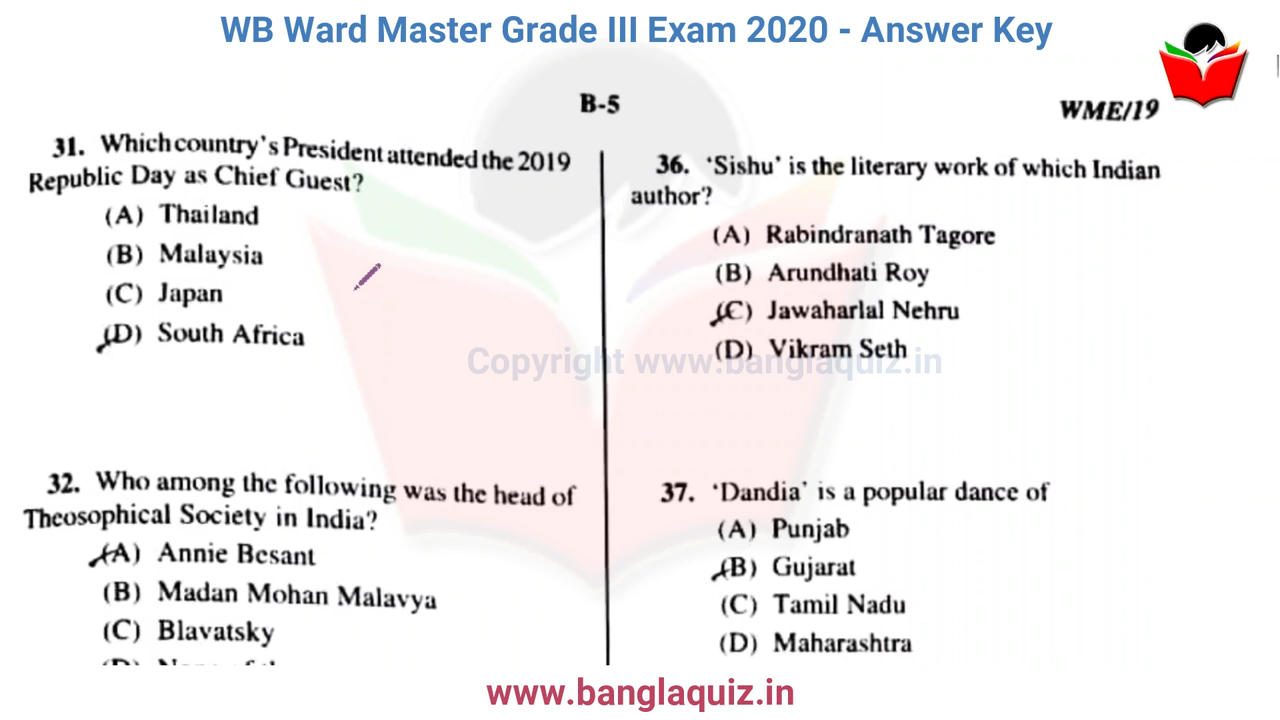 WB Ward Master Grade III Exam 2020 - Answer Key
B-5
WME/19
31. Which country's President attended the 2019
Republic Day as Chief Guest?
(A) Thailand
(B) Malaysia
(C) Japan
(D) South Africa
32. Who among the following was the head of
Theosophical Society in India?
(A) Annie Besant
(B) Madan Mohan Malavya
(C) Blavatsky
36. 'Sishu' is the literary work of which Indian
author?
(A) Rabindranath Tagore
(B) Arundhati Roy
(C) Jawaharlal Nehru
(D) Vikram Seth
37. 'Dandia' is a popular dance of
(A) Punjab
(B) Gujarat
(C) Tamil Nadu
(D) Maharashtra
Copyright www.banglaquiz.in
www.banglaquiz.in